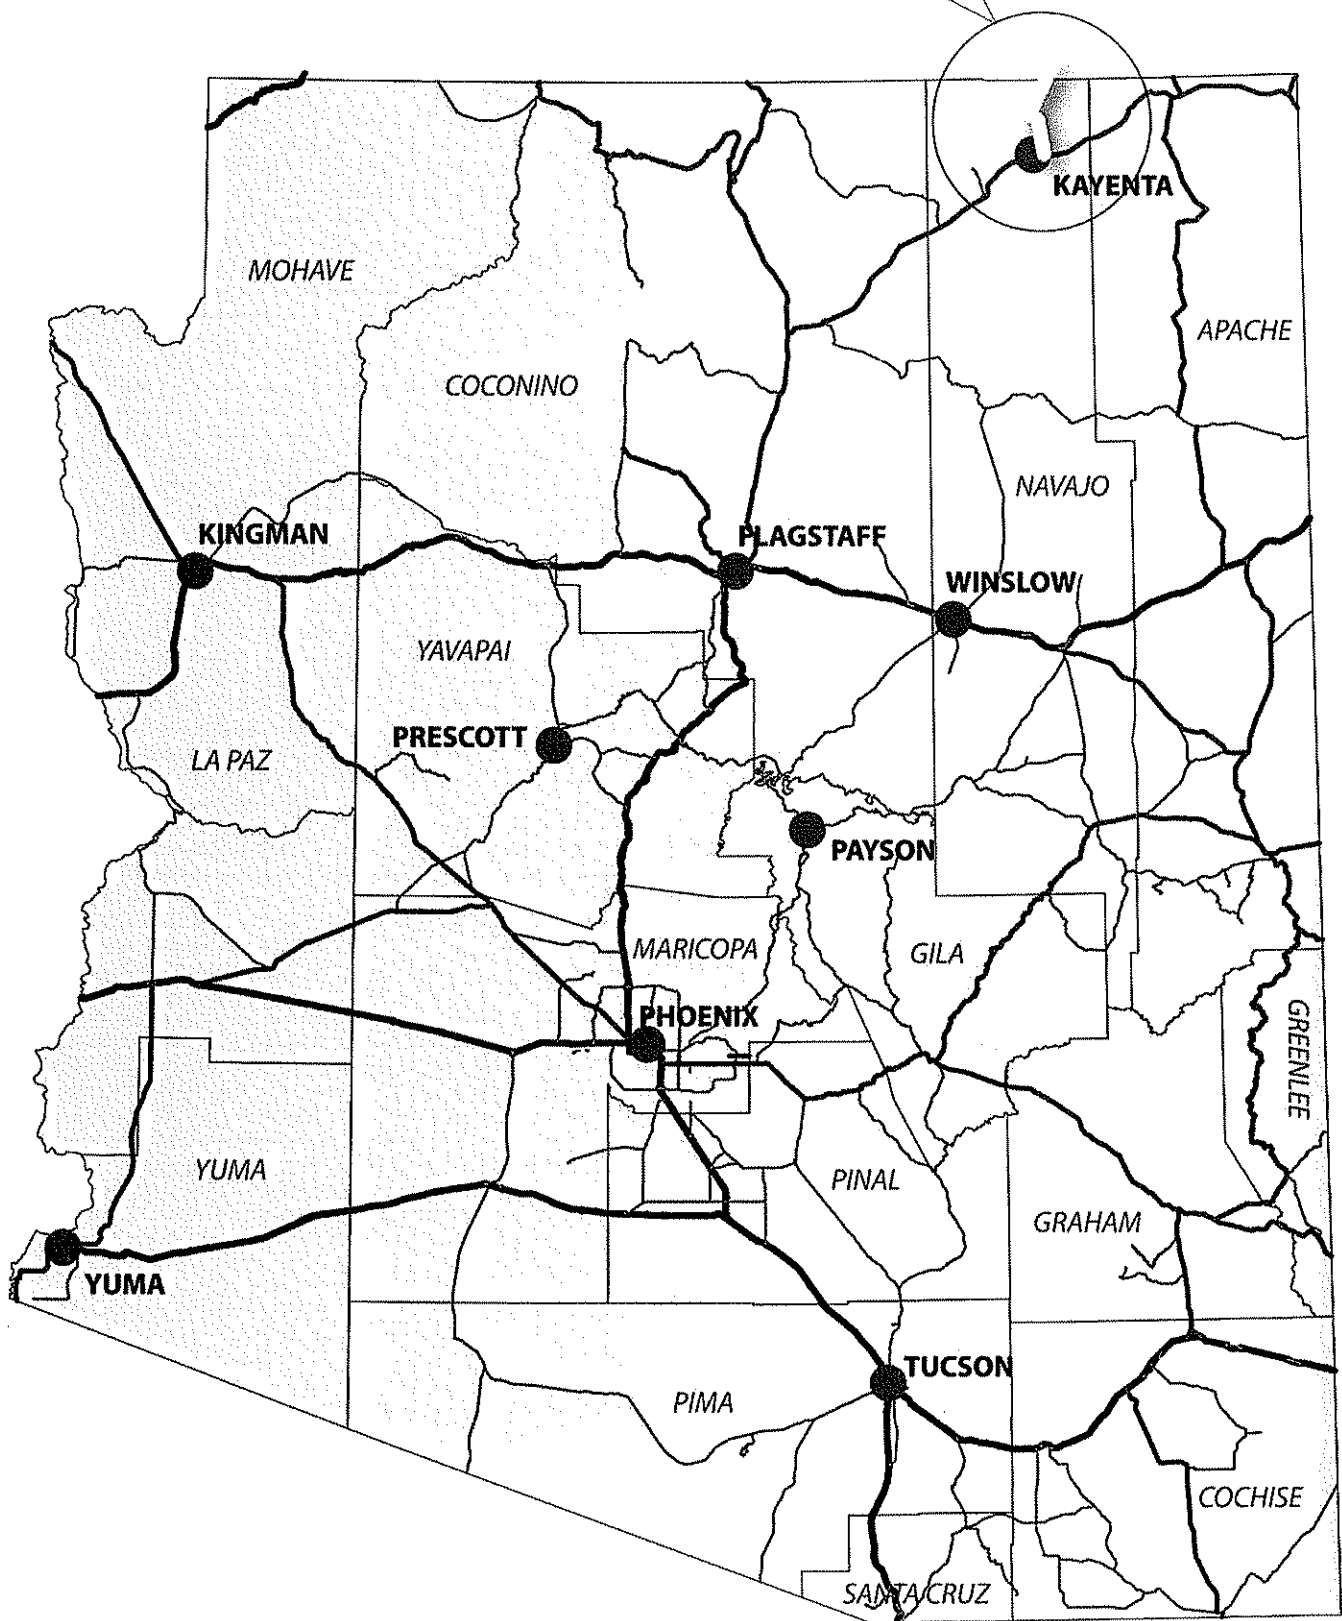 KAYENTA
MOHAVE
APACHE
COCONINO
NAVAJO
KINGMAN
FLAGSTAFF
WINSLOW
YAVAPAI
PRESCOTT
LA PAZ
PAYSON
MARICOPA
GILA
PHOENIX
GREENLEE
YUMA
PINAL
GRAHAM
YUMA
TUCSON
PIMA
COCHISE
SANTA CRUZ